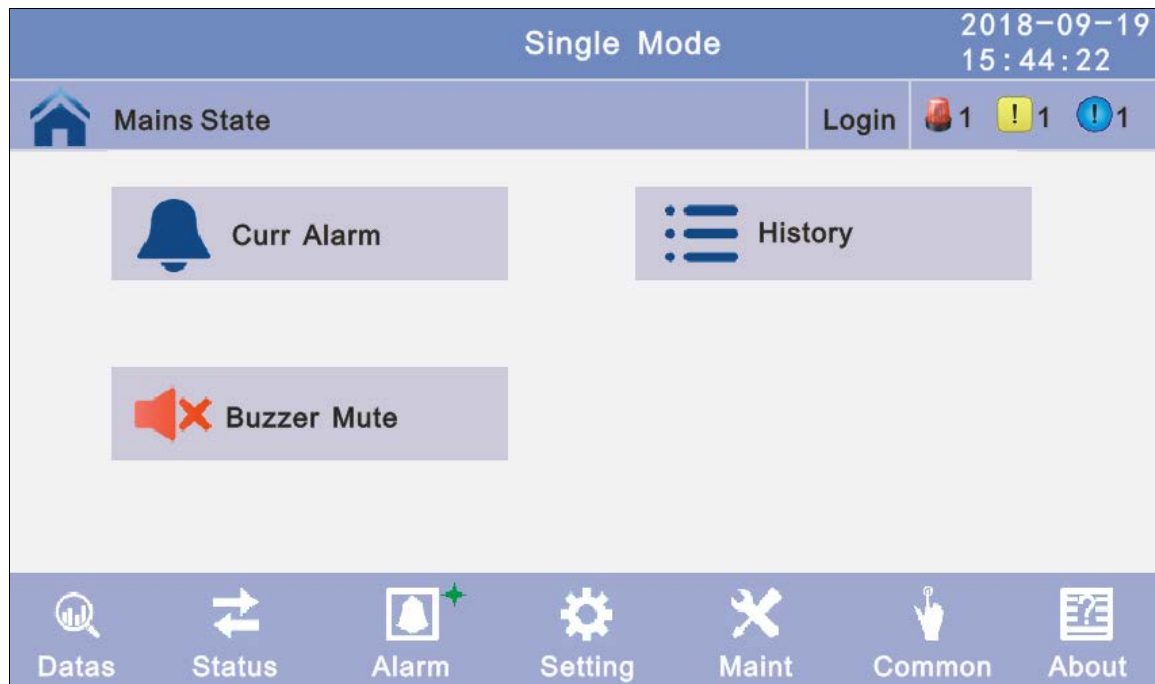 Single Mode
2018-09-19
15:44:22
Mains State
Login
1
! 1
! 1
Curr Alarm
History
Buzzer Mute
?
Datas
Status
Alarm
Setting
Maint
Common
About